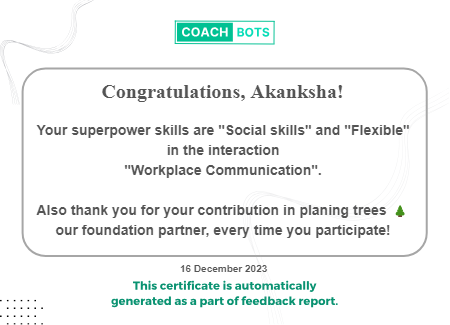 COACH BOTS
Congratulations, Akanksha!
Your superpower skills are "Social skills" and "Flexible"
in the interaction
"Workplace Communication".
Also thank you for your contribution in planing trees
our foundation partner, every time you participate!
16 December 2023
This certificate is automatically
generated as a part of feedback report.